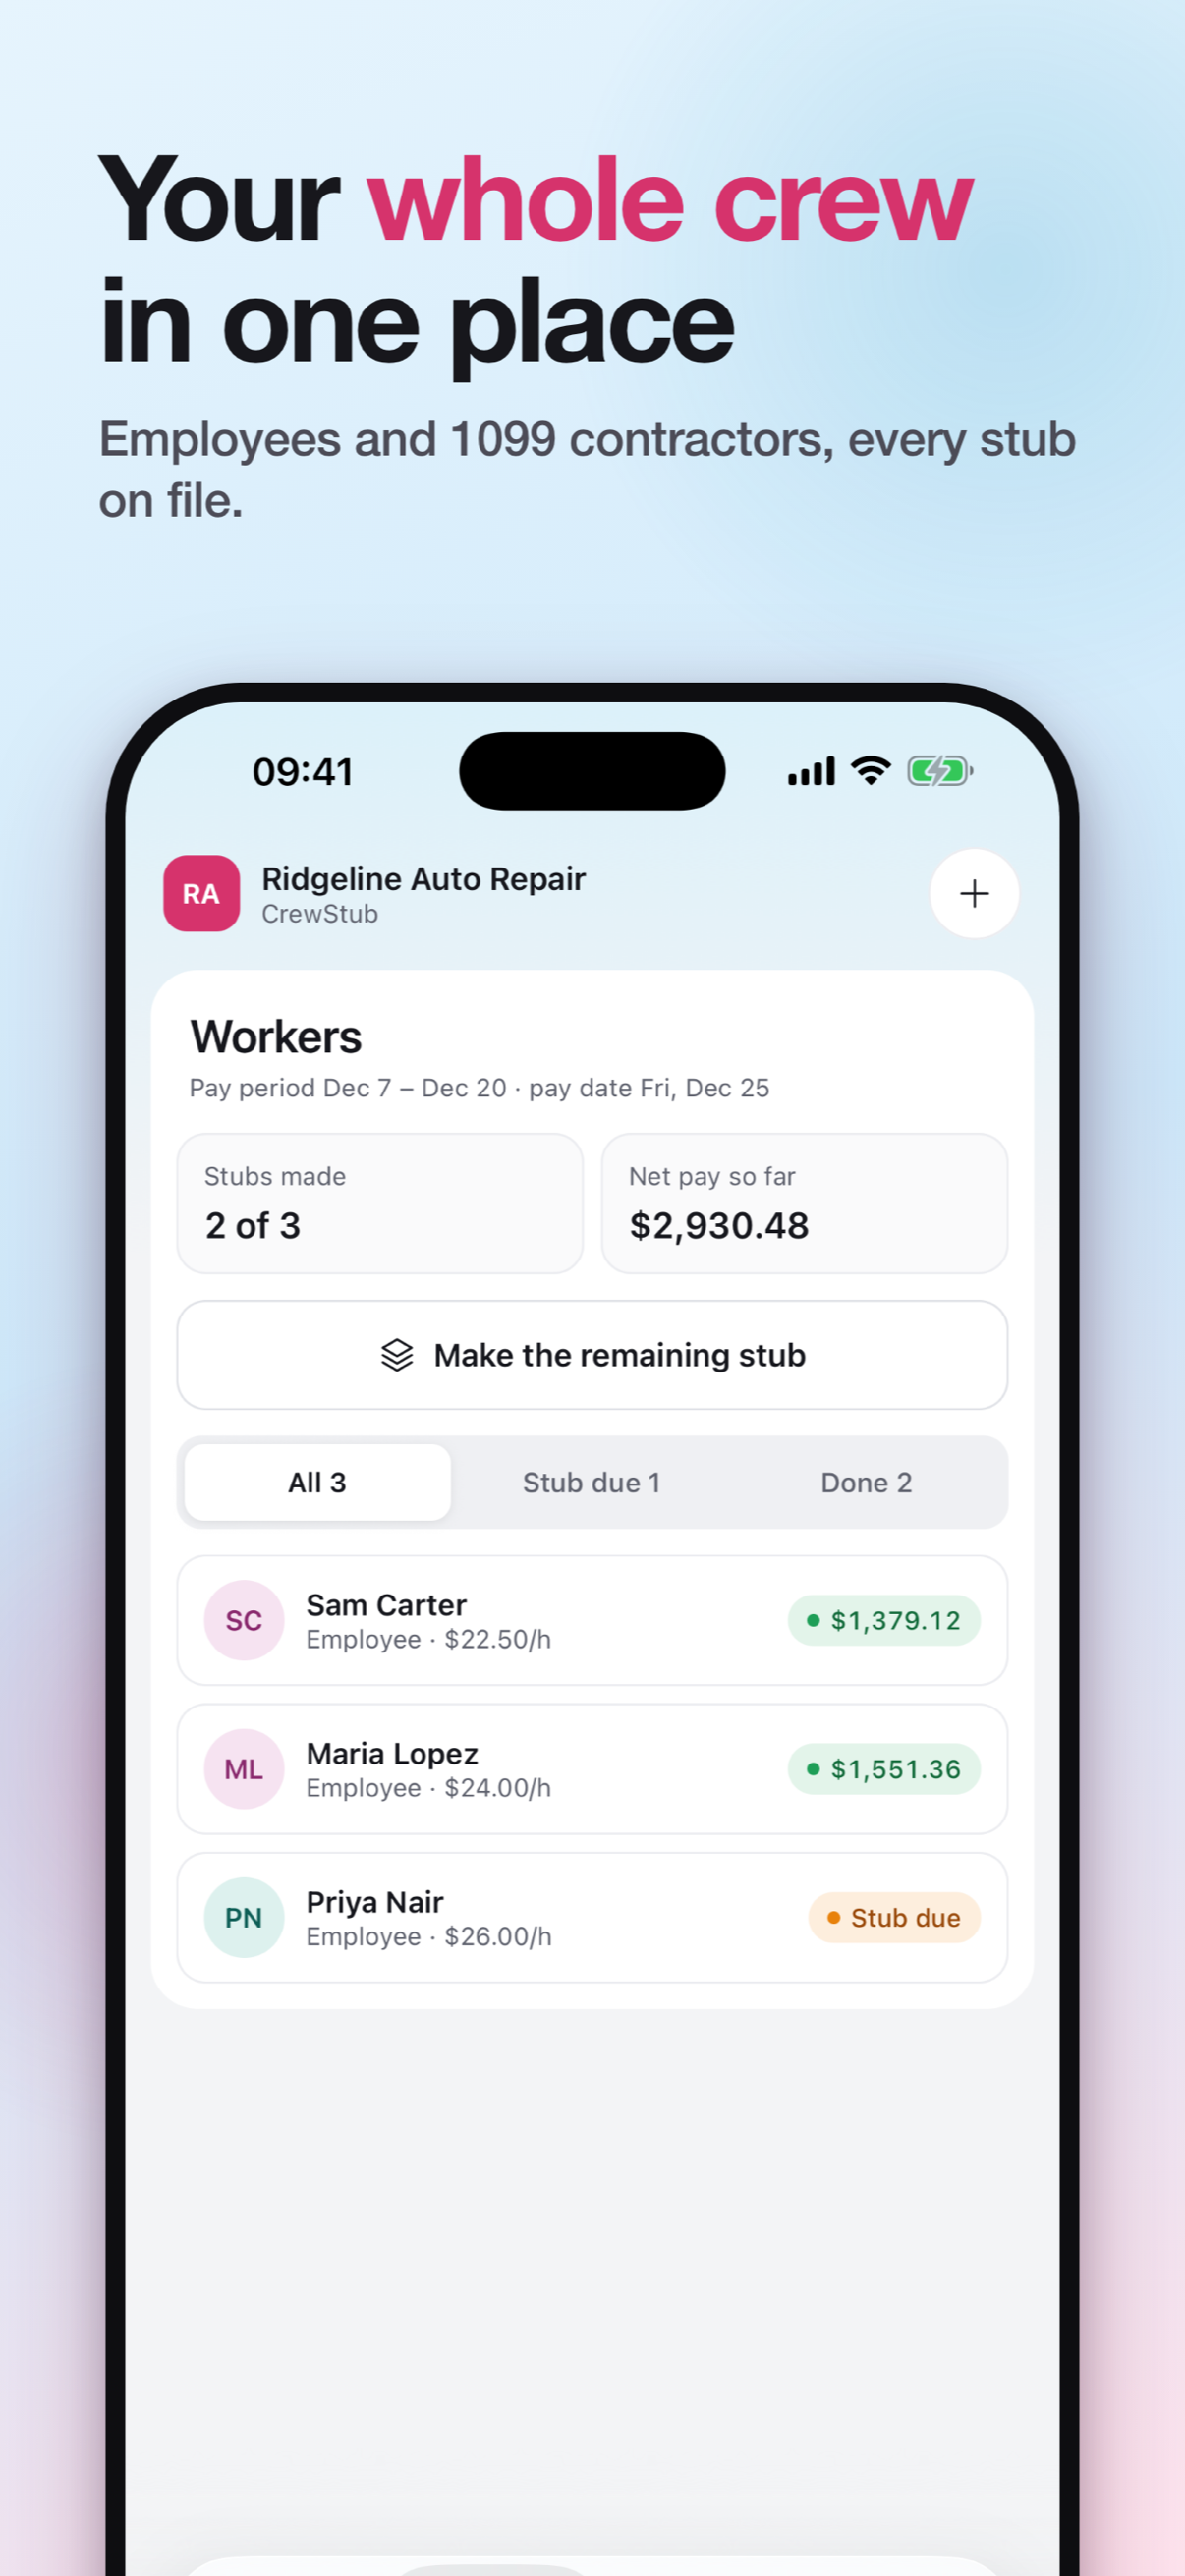 Your whole crew
in one place
Employees and 1099 contractors, every stub
on file.
09:41
RA
Ridgeline Auto Repair
CrewStub
Workers
Pay period Dec 7 – Dec 20 · pay date Fri, Dec 25
Stubs made
2 of 3
Net pay so far
$2,930.48
Make the remaining stub
All 3
Stub due 1
Done 2
SC
Sam Carter
Employee · $22.50/h
$1,379.12
ML
Maria Lopez
Employee · $24.00/h
$1,551.36
PN
Priya Nair
Employee · $26.00/h
Stub due